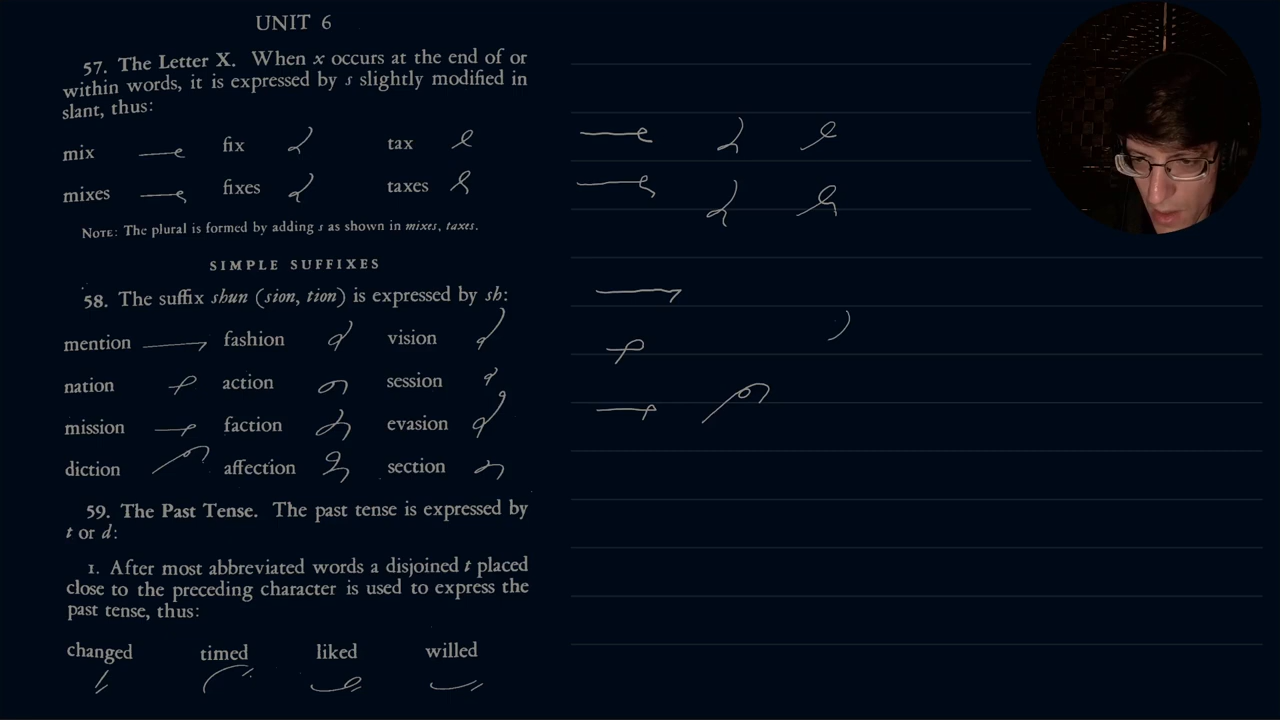 UNIT 6
57. The Letter X. When x occurs at the end of or
within words, it is expressed by s slightly modified in
slant, thus:
mix fix tax
mixes fixes taxes
NOTE: The plural is formed by adding s as shown in mixes, taxes.
SIMPLE SUFFIXES
58. The suffix shun (sion, tion) is expressed by sh:
mention fashion vision
nation action session
mission faction evasion
diction affection section
59. The Past Tense. The past tense is expressed by
t or d:
1. After most abbreviated words a disjoined t placed
close to the preceding character is used to express the
past tense, thus:
changed timed liked willed